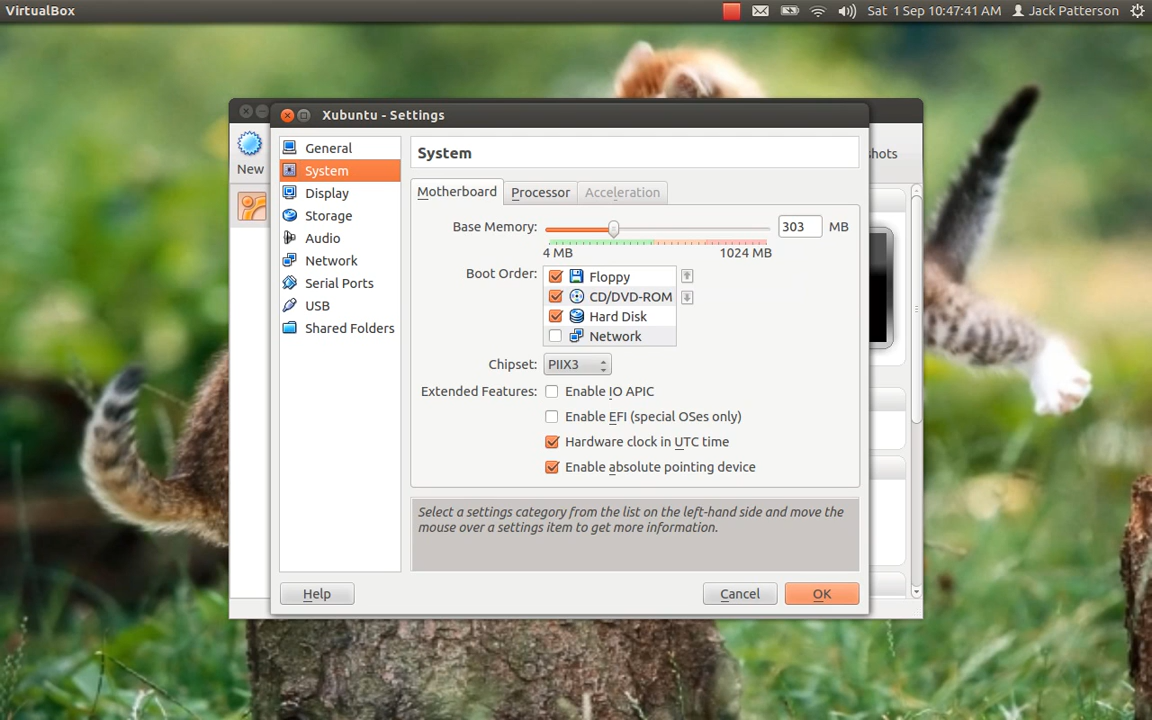 VirtualBox
Sat 1 Sep 10:47:41 AM
Jack Patterson
Xubuntu - Settings
New
General
System
Display
Storage
Audio
Network
Serial Ports
USB
Shared Folders
System
Motherboard
Processor
Acceleration
Base Memory:
303 MB
4 MB
1024 MB
Boot Order:
Floppy
CD/DVD-ROM
Hard Disk
Network
Chipset:
PIIX3
Extended Features:
Enable IO APIC
Enable EFI (special OSes only)
Hardware clock in UTC time
Enable absolute pointing device
Select a settings category from the list on the left-hand side and move the
mouse over a settings item to get more information.
Help
Cancel
OK
hots